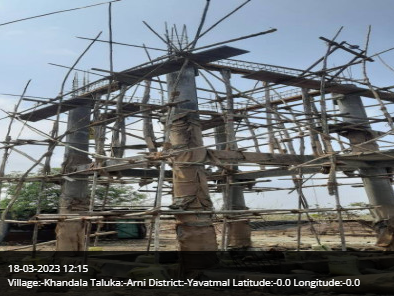 18-03-2023 12:15
Village:-Khandala Taluka:-Arni District:-Yavatmal Latitude:-0.0 Longitude:-0.0